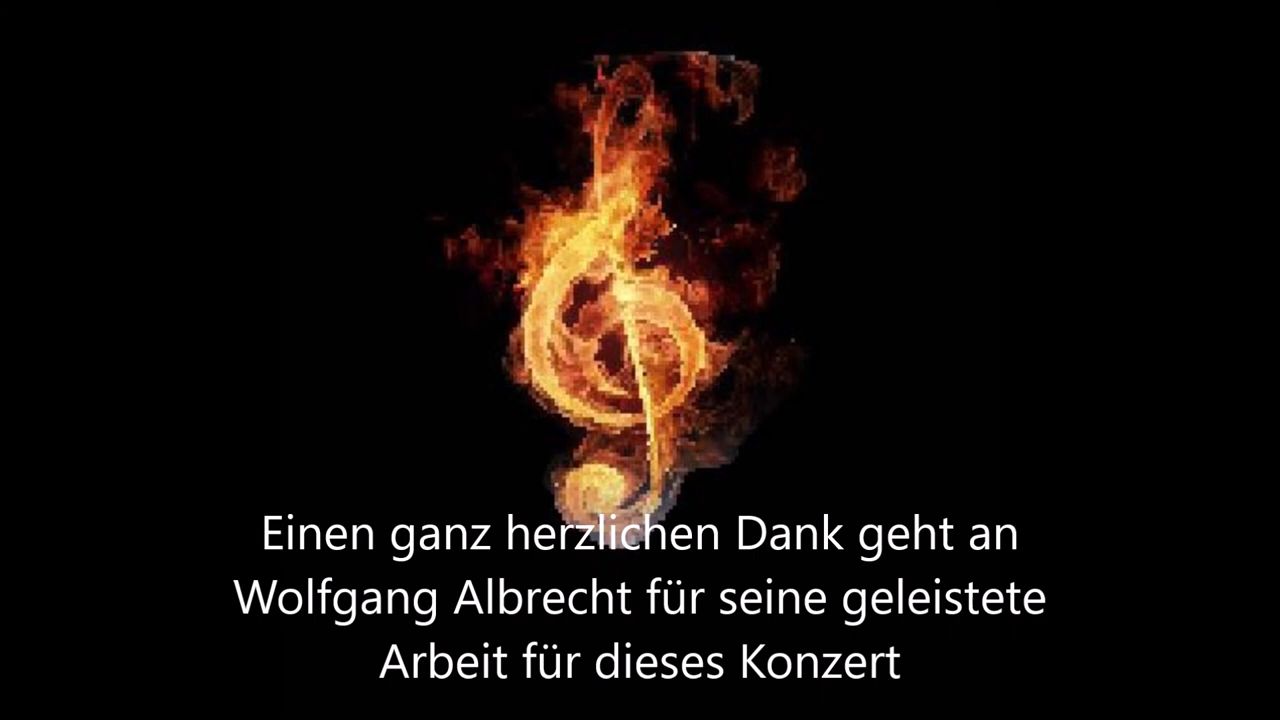 Einen ganz herzlichen Dank geht an
Wolfgang Albrecht für seine geleistete
Arbeit für dieses Konzert